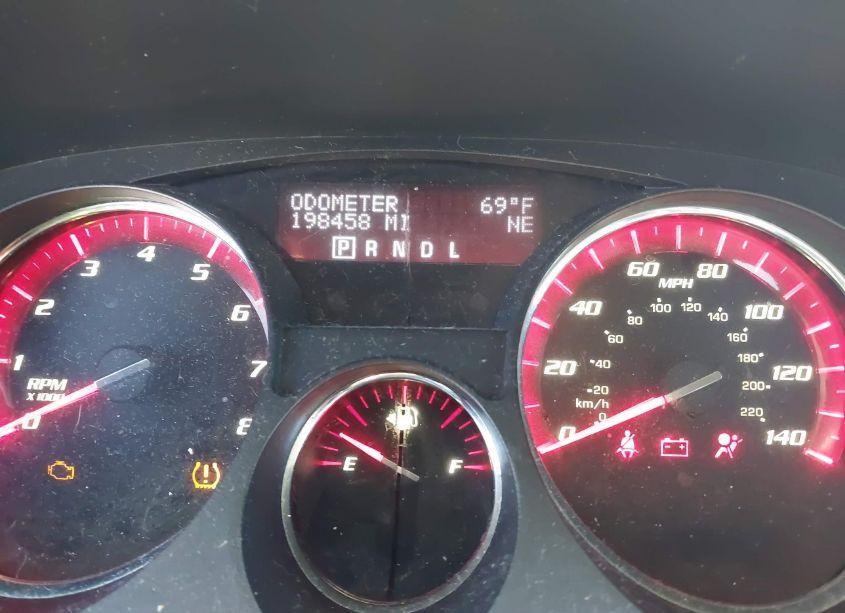 ODOMETER 69°F
198458 MI NE
P R N D L
0 1 2 3 4 5 6 7 8
RPM
X 1000
E F
0 20 40 60 80 100 120 140
MPH
0 20 40 60 80 100 120 140 160 180 200 220
km/h